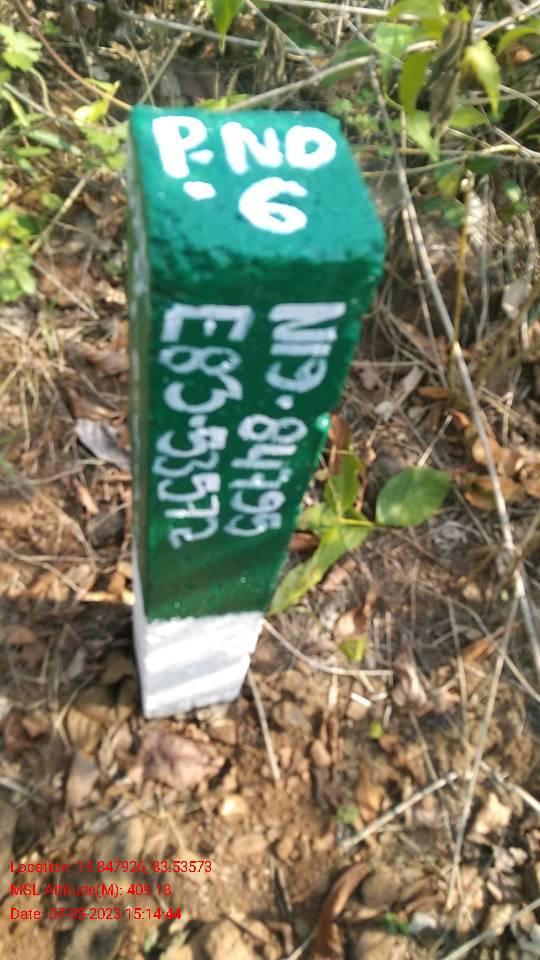 P.NO
6
N19.84795
E83.53572
Location: 19.847926, 83.53573
MSL Altitude(M): 409.18
Date: 07-06-2023 15:14:44